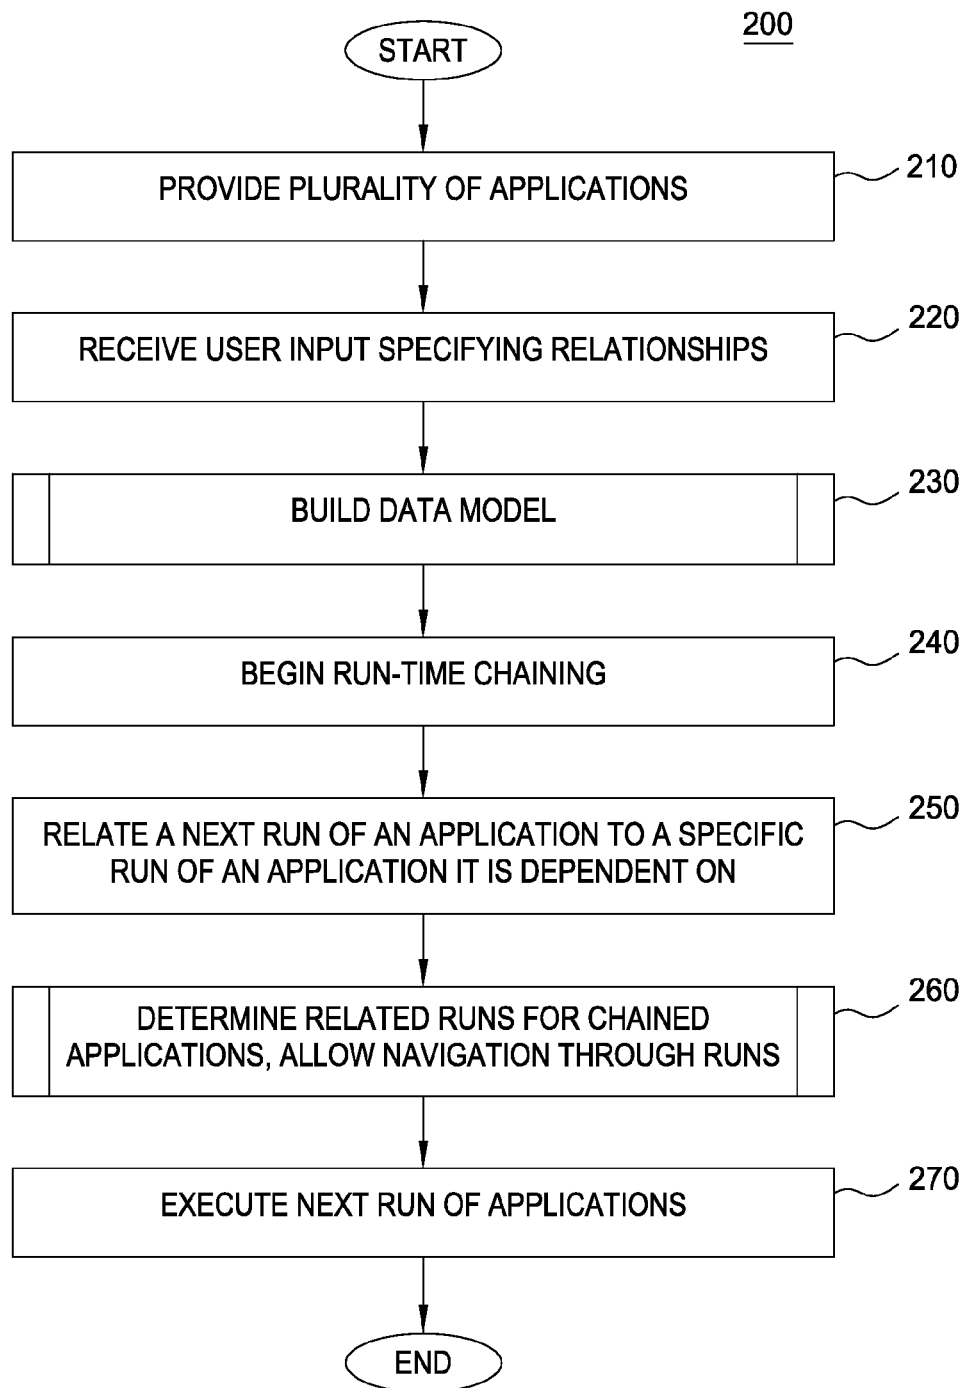 200
START
PROVIDE PLURALITY OF APPLICATIONS
210
RECEIVE USER INPUT SPECIFYING RELATIONSHIPS
220
BUILD DATA MODEL
230
BEGIN RUN-TIME CHAINING
240
RELATE A NEXT RUN OF AN APPLICATION TO A SPECIFIC
RUN OF AN APPLICATION IT IS DEPENDENT ON
250
DETERMINE RELATED RUNS FOR CHAINED
APPLICATIONS, ALLOW NAVIGATION THROUGH RUNS
260
EXECUTE NEXT RUN OF APPLICATIONS
270
END